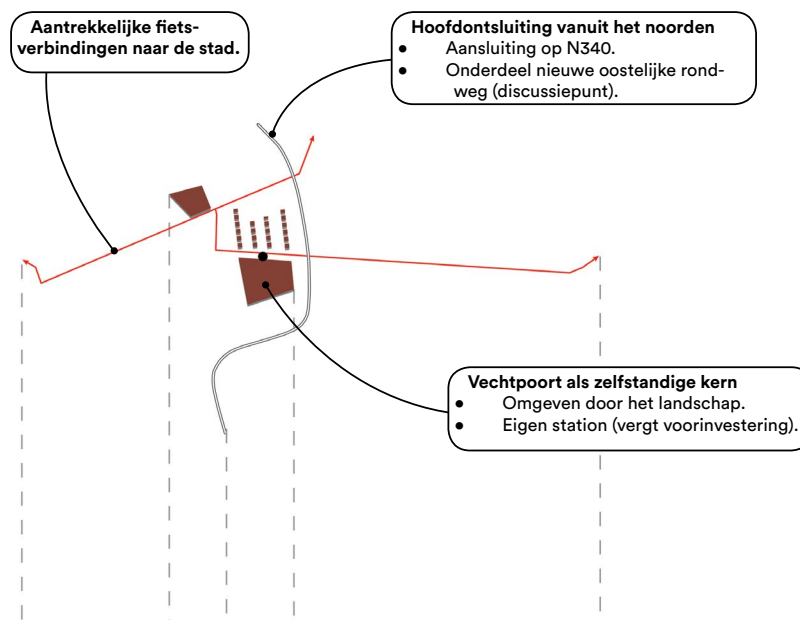 Aantrekkelijke fiets-
verbindingen naar de stad.
Hoofdontsluiting vanuit het noorden
• Aansluiting op N340.
• Onderdeel nieuwe oostelijke rond-
weg (discussiepunt).
Vechtpoort als zelfstandige kern
• Omgeven door het landschap.
• Eigen station (vergt voorinvestering).